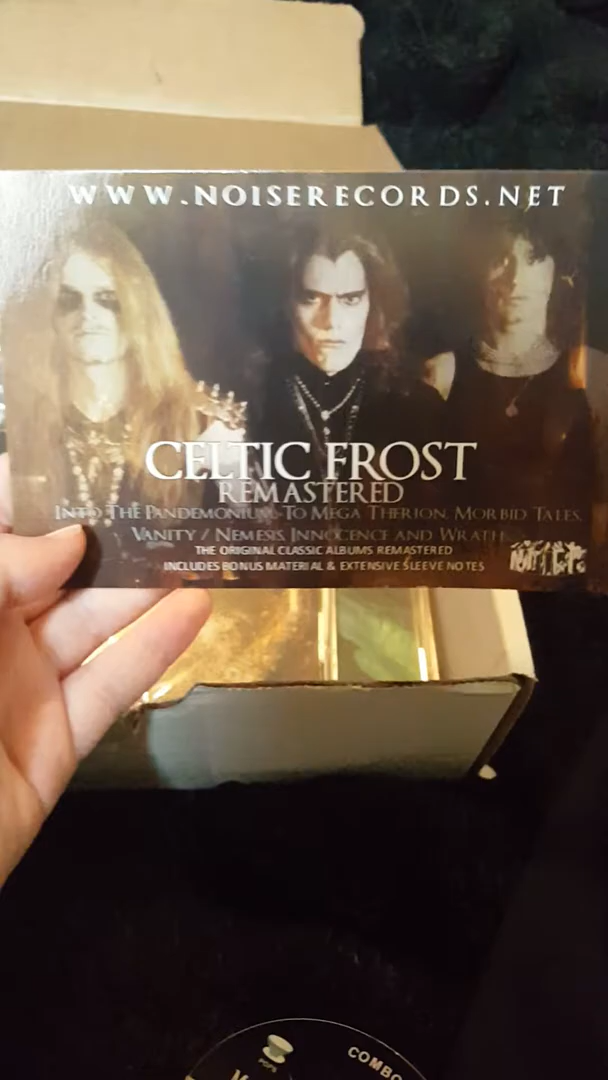 WWW.NOISERECORDS.NET
CELTIC FROST
REMASTERED
INTO THE PANDEMONIUM, TO MEGA THERION, MORBID TALES,
VANITY / NEMESIS, INNOCENCE AND WRATH
THE ORIGINAL CLASSIC ALBUMS REMASTERED
INCLUDES BONUS MATERIAL & EXTENSIVE SLEEVE NOTES
POPS
COMBO